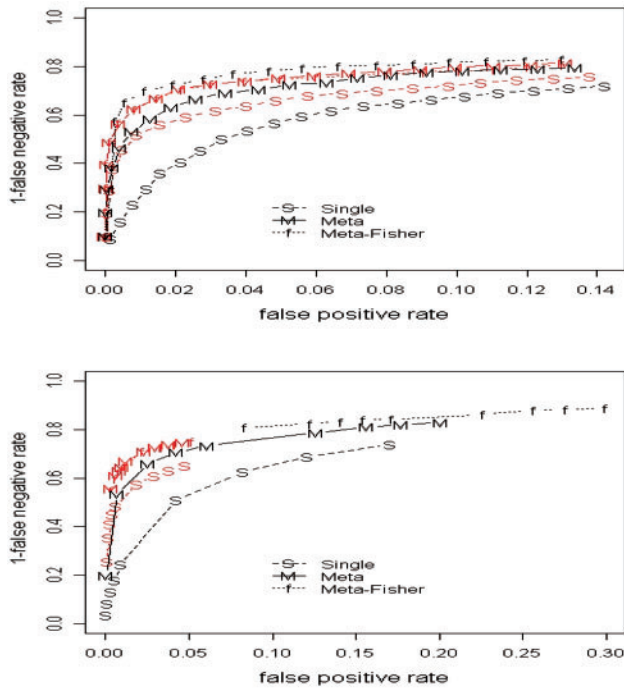 1.0
0.8
0.6
0.4
0.2
0.0
1-false negative rate
S Single
M Meta
f Meta-Fisher
0.00 0.02 0.04 0.06 0.08 0.10 0.12 0.14
false positive rate
1.0
0.8
0.6
0.4
0.2
0.0
1-false negative rate
S Single
M Meta
f Meta-Fisher
0.00 0.05 0.10 0.15 0.20 0.25 0.30
false positive rate